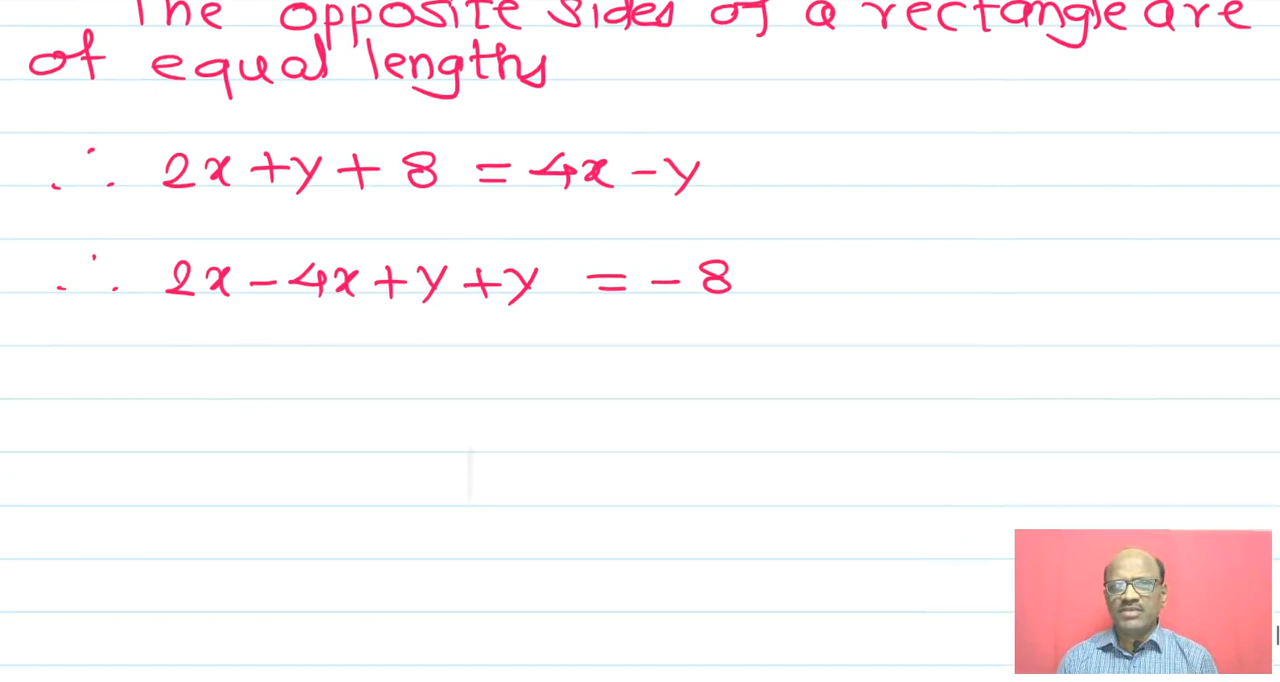 The opposite sides of a rectangle are
of equal lengths
∴ 2x + y + 8 = 4x - y
∴ 2x - 4x + y + y = - 8